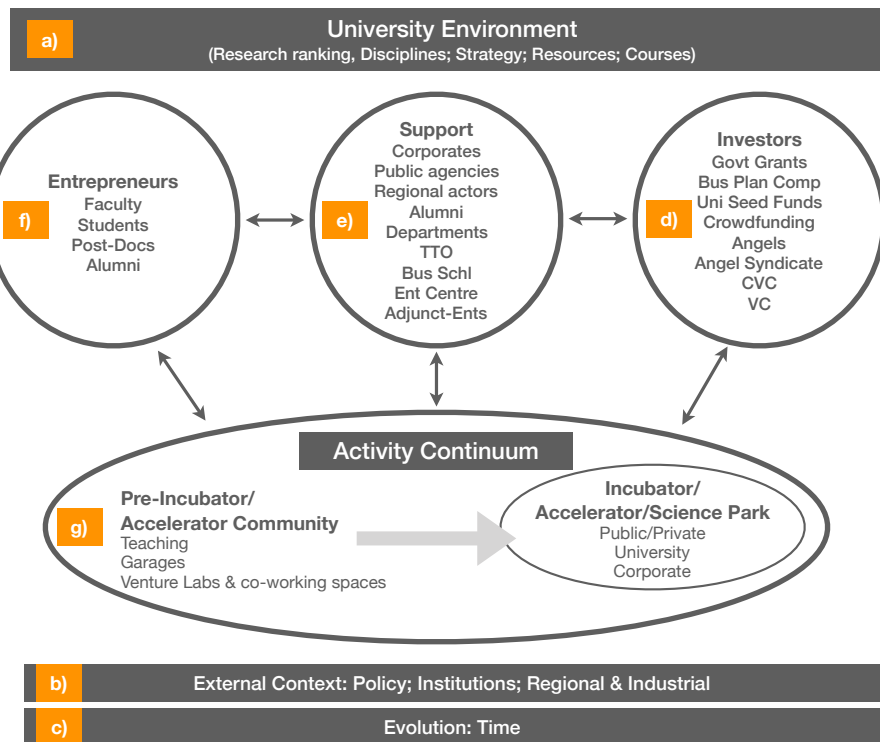 a)
University Environment
(Research ranking, Disciplines; Strategy; Resources; Courses)
f)
Entrepreneurs
Faculty
Students
Post-Docs
Alumni
e)
Support
Corporates
Public agencies
Regional actors
Alumni
Departments
TTO
Bus Schl
Ent Centre
Adjunct-Ents
d)
Investors
Govt Grants
Bus Plan Comp
Uni Seed Funds
Crowdfunding
Angels
Angel Syndicate
CVC
VC
Activity Continuum
g)
Pre-Incubator/
Accelerator Community
Teaching
Garages
Venture Labs & co-working spaces
Incubator/
Accelerator/Science Park
Public/Private
University
Corporate
b)
External Context: Policy; Institutions; Regional & Industrial
c)
Evolution: Time